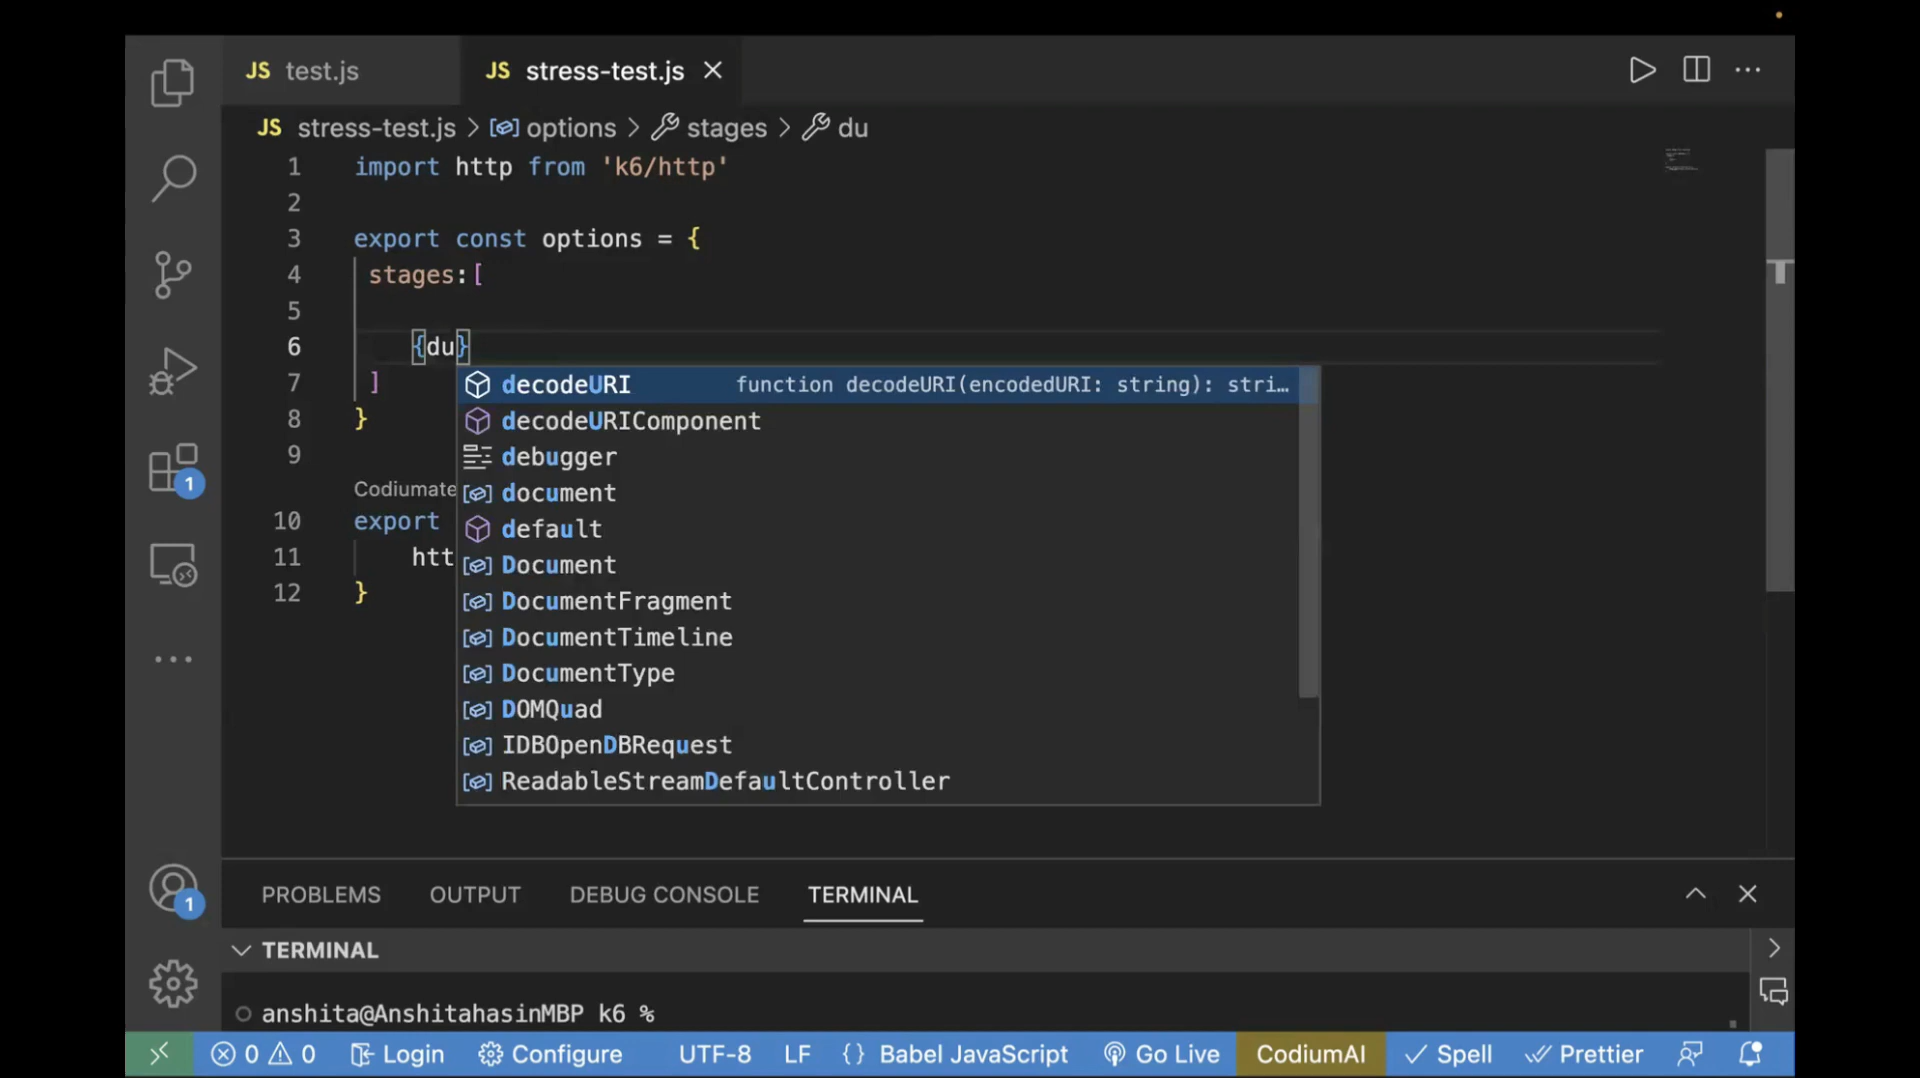 JS test.js
JS stress-test.js
JS stress-test.js > options > stages > du
1 import http from 'k6/http'
2
3 export const options = {
4 stages:[
5
6 {du}
7 ]
8 }
9
decodeURI function decodeURI(encodedURI: string): stri…
decodeURIComponent
debugger
document
default
Document
DocumentFragment
DocumentTimeline
DocumentType
DOMQuad
IDBOpenDBRequest
ReadableStreamDefaultController
Codiumate
10 export
11 htt
12 }
1
1
PROBLEMS OUTPUT DEBUG CONSOLE TERMINAL
TERMINAL
anshita@AnshitahasinMBP k6 %
0 0 Login Configure UTF-8 LF {} Babel JavaScript Go Live CodiumAI Spell Prettier